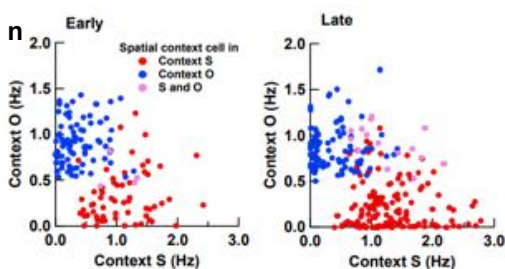 n
Early
Late
Spatial context cell in
Context S
Context O
S and O
2.0
1.5
1.0
0.5
0.0
Context O (Hz)
0.0
1.0
2.0
3.0
Context S (Hz)
2.0
1.5
1.0
0.5
0.0
Context O (Hz)
0.0
1.0
2.0
3.0
Context S (Hz)